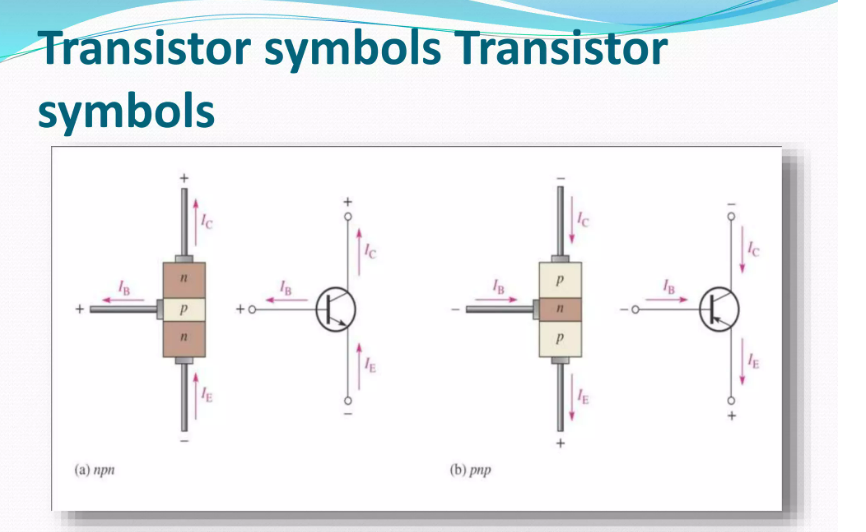 Transistor symbols Transistor
symbols
+
I_C
n
I_B
+
p
n
I_E
−
(a) npn
+
I_C
I_B
+
I_E
−
−
I_C
p
I_B
−
n
p
I_E
+
(b) pnp
−
I_C
I_B
−
I_E
+